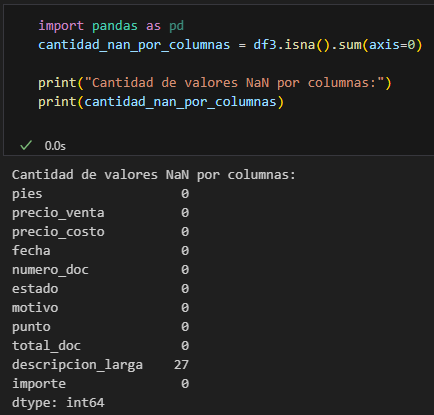 import pandas as pd
cantidad_nan_por_columnas = df3.isna().sum(axis=0)
print("Cantidad de valores NaN por columnas:")
print(cantidad_nan_por_columnas)
0.0s
Cantidad de valores NaN por columnas:
pies 0
precio_venta 0
precio_costo 0
fecha 0
numero_doc 0
estado 0
motivo 0
punto 0
total_doc 0
descripcion_larga 27
importe 0
dtype: int64